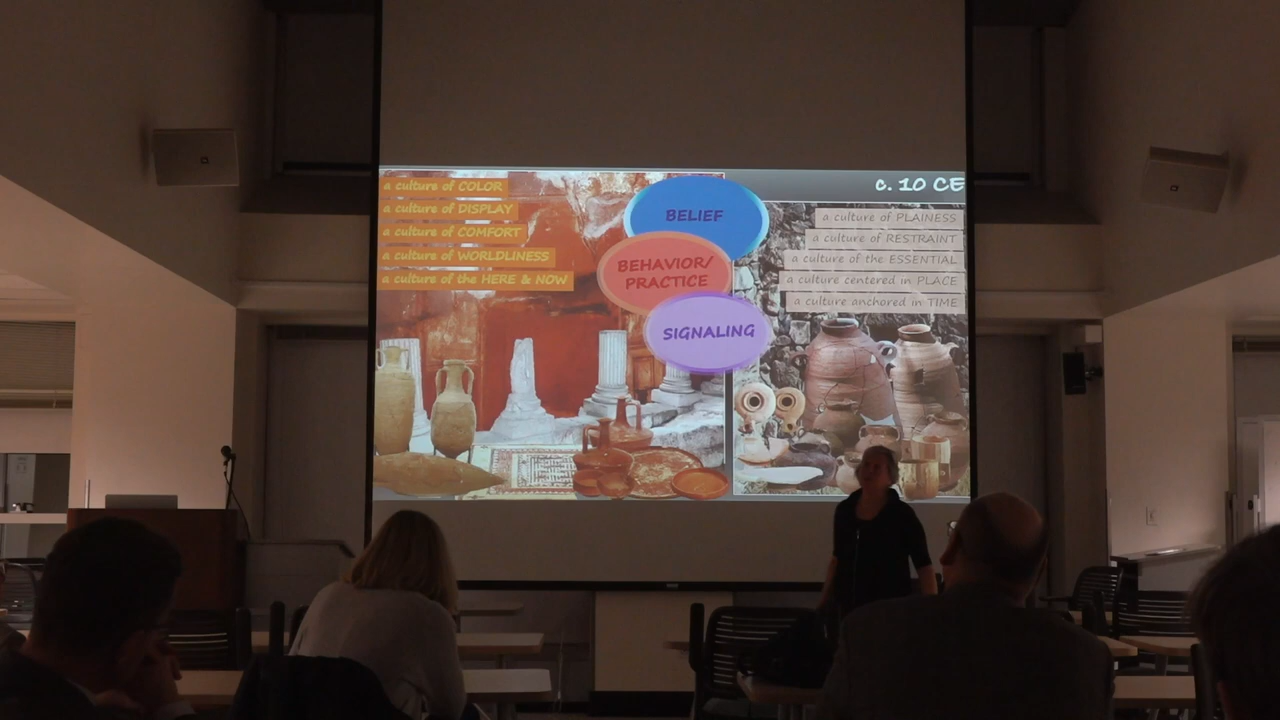 a culture of COLOR
a culture of DISPLAY
a culture of COMFORT
a culture of WORLDLINESS
a culture of the HERE & NOW
BELIEF
BEHAVIOR/
PRACTICE
SIGNALING
c. 10 CE
a culture of PLAINESS
a culture of RESTRAINT
a culture of the ESSENTIAL
a culture centered in PLACE
a culture anchored in TIME